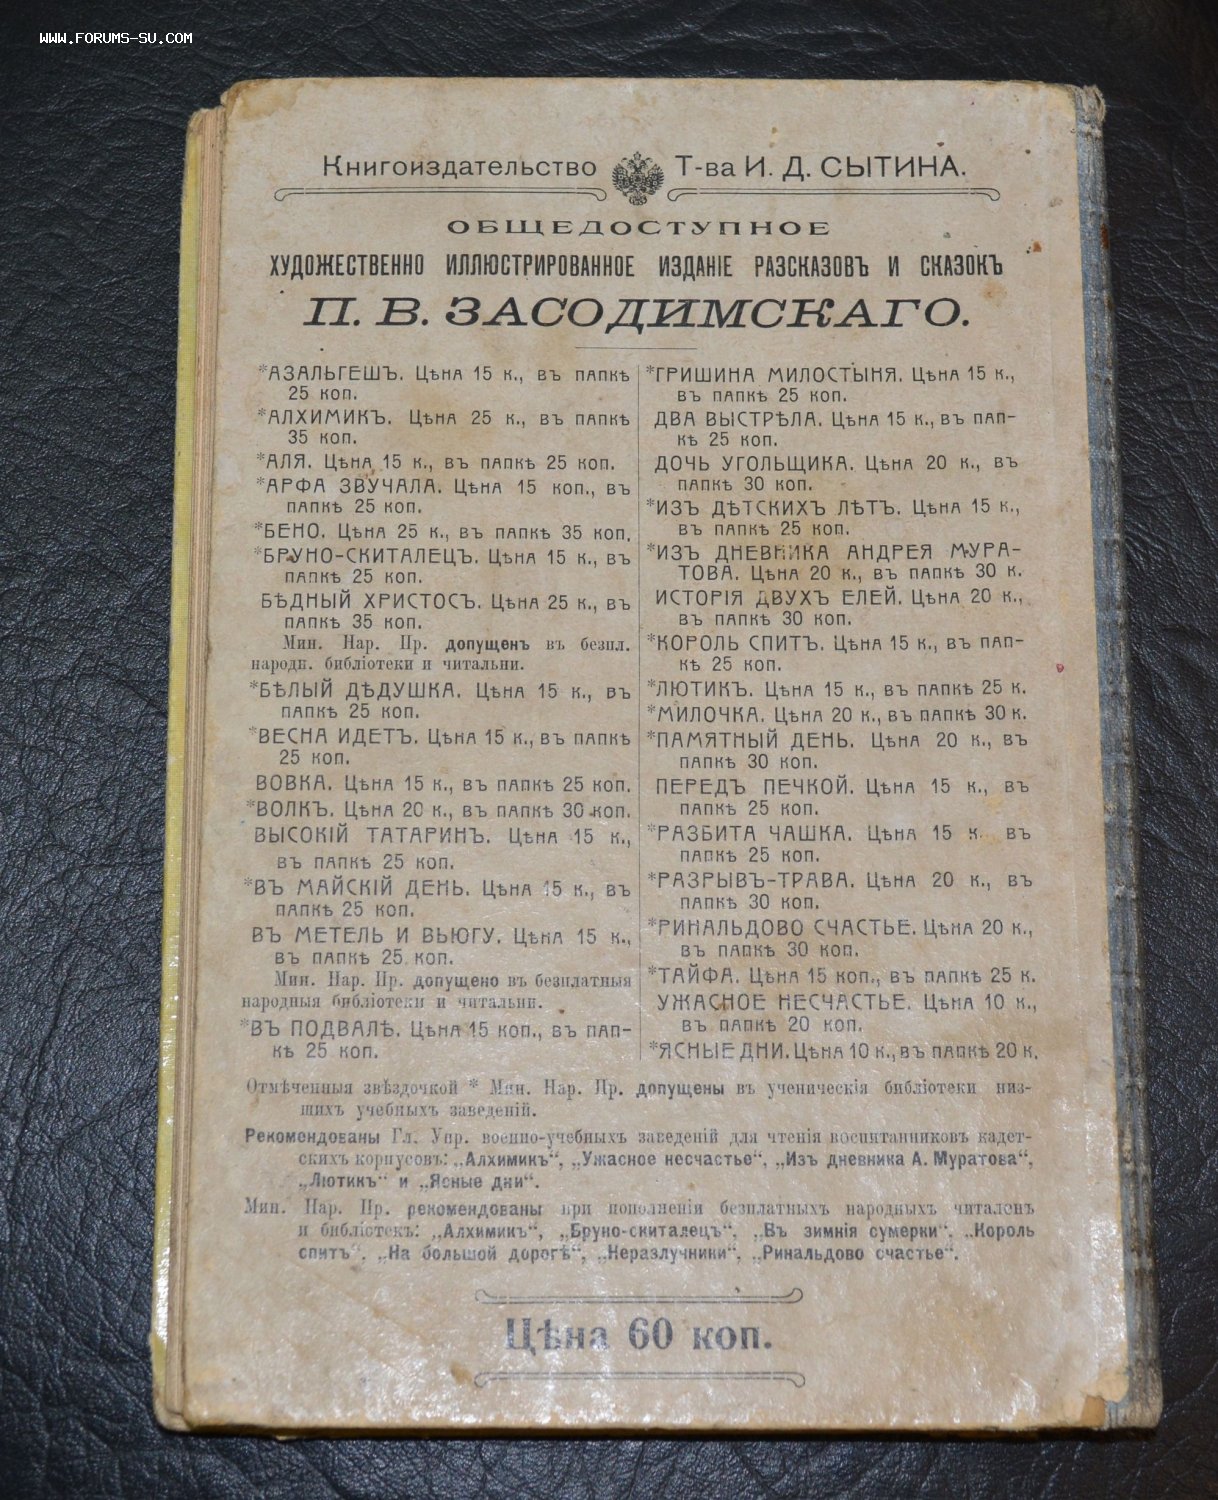 WWW.FORUMS-SU.COM
Книгоиздательство Т-ва И. Д. СЫТИНА.
ОБЩЕДОСТУПНОЕ
ХУДОЖЕСТВЕННО ИЛЛЮСТРИРОВАННОЕ ИЗДАНІЕ РАЗСКАЗОВЪ И СКАЗОКЪ
П. В. ЗАСОДИМСКАГО.
*АЗАЛЬГЕШЪ. Цѣна 15 к., въ папкѣ
25 коп.
*АЛХИМИКЪ. Цѣна 25 к., въ папкѣ
35 коп.
*АЛЯ. Цѣна 15 к., въ папкѣ 25 коп.
*АРФА ЗВУЧАЛА. Цѣна 15 коп., въ
папкѣ 25 коп.
*БЕНО. Цѣна 25 к., въ папкѣ 35 коп.
*БРУНО-СКИТАЛЕЦЪ. Цѣна 15 к., въ
папкѣ 25 коп.
БѢДНЫЙ ХРИСТОСЪ. Цѣна 25 к., въ
папкѣ 35 коп.
Мин. Нар. Пр. допущенъ въ безпл.
народн. библіотеки и читальни.
*БѢЛЫЙ ДѢДУШКА. Цѣна 15 к., въ
папкѣ 25 коп.
*ВЕСНА ИДЕТЪ. Цѣна 15 к., въ папкѣ
25 коп.
ВОВКА. Цѣна 15 к., въ папкѣ 25 коп.
*ВОЛКЪ. Цѣна 20 к., въ папкѣ 30 коп.
ВЫСОКІЙ ТАТАРИНЪ. Цѣна 15 к.,
въ папкѣ 25 коп.
*ВЪ МАЙСКІЙ ДЕНЬ. Цѣна 15 к., въ
папкѣ 25 коп.
ВЪ МЕТЕЛЬ И ВЬЮГУ. Цѣна 15 к.,
въ папкѣ 25 коп.
Мин. Нар. Пр. допущено въ безплатныя
народныя библіотеки и читальни.
*ВЪ ПОДВАЛѢ. Цѣна 15 коп., въ пап-
кѣ 25 коп.
*ГРИШИНА МИЛОСТЫНЯ. Цѣна 15 к.,
въ папкѣ 25 коп.
ДВА ВЫСТРѢЛА. Цѣна 15 к., въ пап-
кѣ 25 коп.
ДОЧЬ УГОЛЬЩИКА. Цѣна 20 к., въ
папкѣ 30 коп.
*ИЗЪ ДѢТСКИХЪ ЛѢТЪ. Цѣна 15 к.,
въ папкѣ 25 коп.
*ИЗЪ ДНЕВНИКА АНДРЕЯ МУРА-
ТОВА. Цѣна 20 к., въ папкѣ 30 к.
ИСТОРІЯ ДВУХЪ ЕЛЕЙ. Цѣна 20 к.,
въ папкѣ 30 коп.
*КОРОЛЬ СПИТЪ. Цѣна 15 к., въ пап-
кѣ 25 коп.
*ЛЮТИКЪ. Цѣна 15 к., въ папкѣ 25 к.
*МИЛОЧКА. Цѣна 20 к., въ папкѣ 30 к.
*ПАМЯТНЫЙ ДЕНЬ. Цѣна 20 к., въ
папкѣ 30 коп.
ПЕРЕДЪ ПЕЧКОЙ. Цѣна 15 к., въ
папкѣ 25 коп.
*РАЗБИТА ЧАШКА. Цѣна 15 к. въ
папкѣ 25 коп.
*РАЗРЫВЪ-ТРАВА. Цѣна 20 к., въ
папкѣ 30 коп.
*РИНАЛЬДОВО СЧАСТЬЕ. Цѣна 20 к.,
въ папкѣ 30 коп.
*ТАЙФА. Цѣна 15 коп., въ папкѣ 25 к.
УЖАСНОЕ НЕСЧАСТЬЕ. Цѣна 10 к.,
въ папкѣ 20 коп.
*ЯСНЫЕ ДНИ. Цѣна 10 к., въ папкѣ 20 к.
Отмѣченныя звѣздочкой * Мин. Нар. Пр. допущены въ ученическія библіотеки низ-
шихъ учебныхъ заведеній.
Рекомендованы Гл. Упр. военно-учебныхъ заведеній для чтенія воспитанниковъ кадет-
скихъ корпусовъ: „Алхимикъ“, „Ужасное несчастье“, „Изъ дневника А. Муратова“,
„Лютикъ“ и „Ясные дни“.
Мин. Нар. Пр. рекомендованы при пополненіи безплатныхъ народныхъ читаленъ
и библіотекъ: „Алхимикъ“, „Бруно-скиталецъ“, „Въ зимнія сумерки“, „Король
спитъ“, „На большой дорогѣ“, „Неразлучники“, „Ринальдово счастье“.
Цѣна 60 коп.